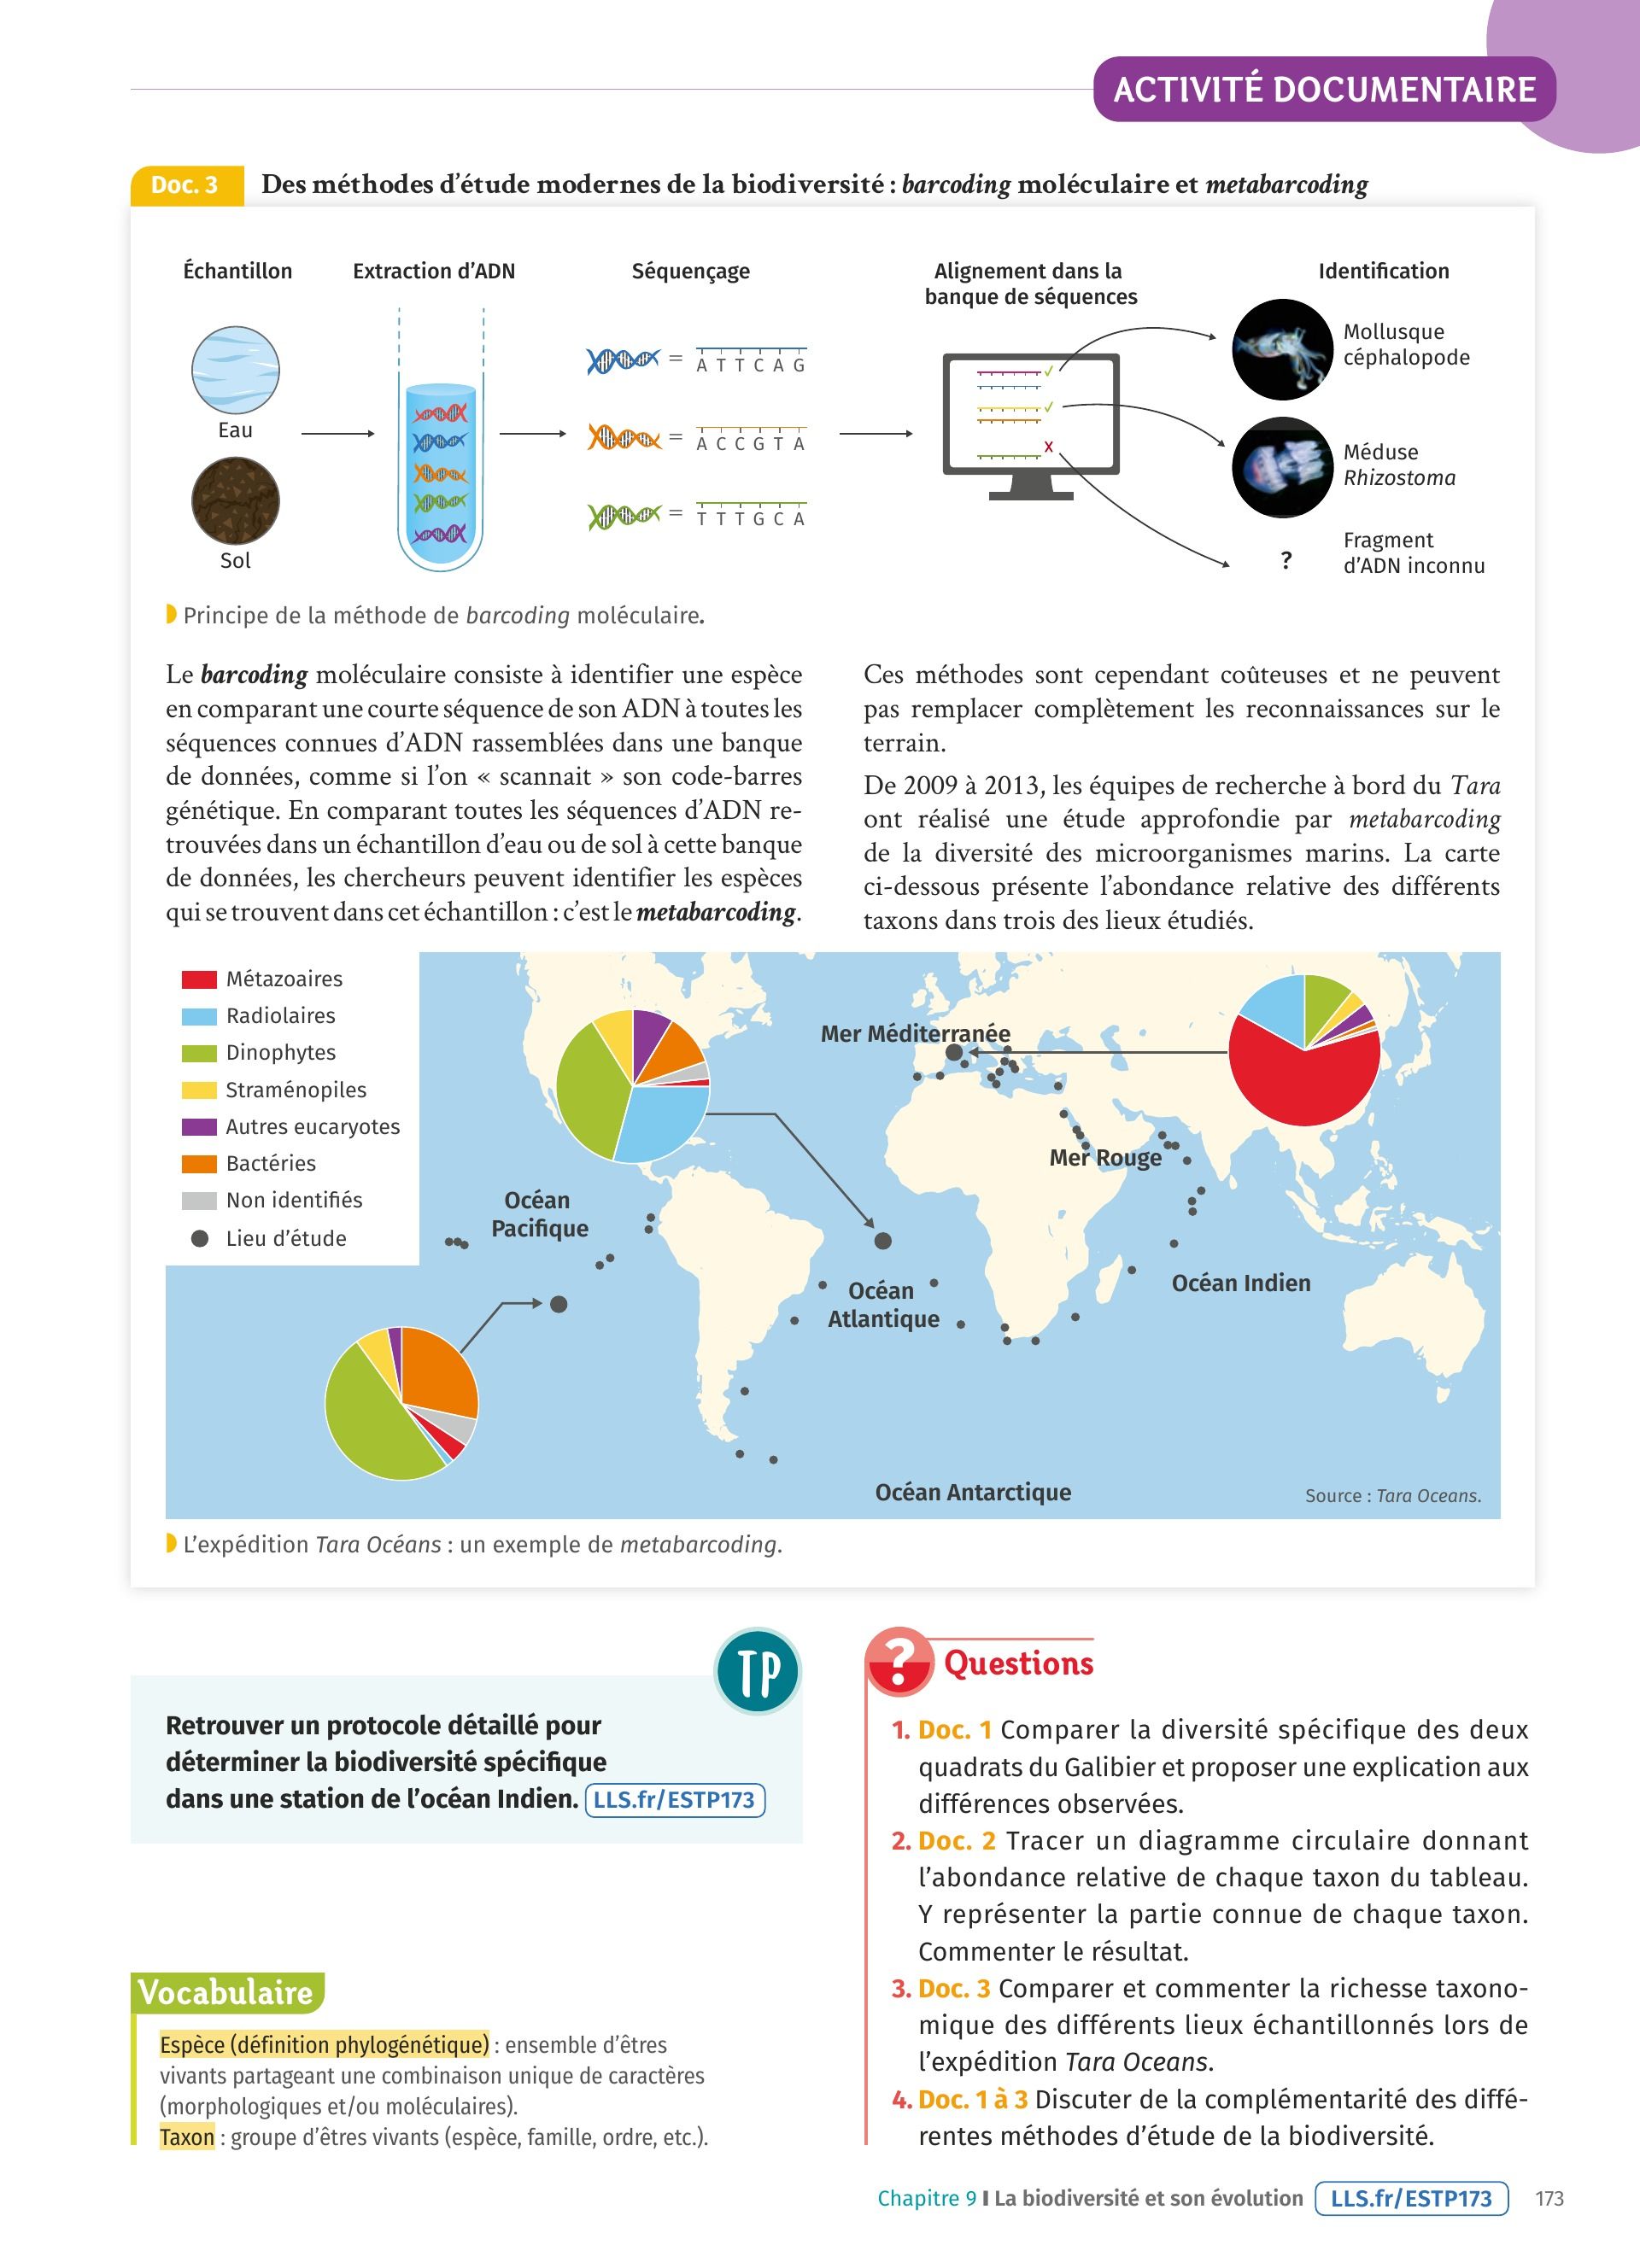 ACTIVITÉ DOCUMENTAIRE
Doc. 3
Des méthodes d'étude modernes de la biodiversité : barcoding moléculaire et metabarcoding
Échantillon
Extraction d'ADN
Séquençage
Alignement dans la
banque de séquences
Identification
Eau
Sol
= A T T C A G
= A C C G T A
= T T T G C A
✓
✓
X
Mollusque
céphalopode
Méduse
Rhizostoma
?
Fragment
d'ADN inconnu
Principe de la méthode de barcoding moléculaire.
Le barcoding moléculaire consiste à identifier une espèce
en comparant une courte séquence de son ADN à toutes les
séquences connues d'ADN rassemblées dans une banque
de données, comme si l'on « scannait » son code-barres
génétique. En comparant toutes les séquences d'ADN re-
trouvées dans un échantillon d'eau ou de sol à cette banque
de données, les chercheurs peuvent identifier les espèces
qui se trouvent dans cet échantillon : c'est le metabarcoding.
Ces méthodes sont cependant coûteuses et ne peuvent
pas remplacer complètement les reconnaissances sur le
terrain.
De 2009 à 2013, les équipes de recherche à bord du Tara
ont réalisé une étude approfondie par metabarcoding
de la diversité des microorganismes marins. La carte
ci-dessous présente l'abondance relative des différents
taxons dans trois des lieux étudiés.
Métazoaires
Radiolaires
Dinophytes
Straménopiles
Autres eucaryotes
Bactéries
Non identifiés
Lieu d'étude
Mer Méditerranée
Mer Rouge
Océan
Pacifique
Océan
Atlantique
Océan Indien
Océan Antarctique
Source : Tara Oceans.
L'expédition Tara Océans : un exemple de metabarcoding.
TP
Retrouver un protocole détaillé pour
déterminer la biodiversité spécifique
dans une station de l'océan Indien. LLS.fr/ESTP173
Vocabulaire
Espèce (définition phylogénétique) : ensemble d'êtres
vivants partageant une combinaison unique de caractères
(morphologiques et/ou moléculaires).
Taxon : groupe d'êtres vivants (espèce, famille, ordre, etc.).
? Questions
1. Doc. 1 Comparer la diversité spécifique des deux
quadrats du Galibier et proposer une explication aux
différences observées.
2. Doc. 2 Tracer un diagramme circulaire donnant
l'abondance relative de chaque taxon du tableau.
Y représenter la partie connue de chaque taxon.
Commenter le résultat.
3. Doc. 3 Comparer et commenter la richesse taxono-
mique des différents lieux échantillonnés lors de
l'expédition Tara Oceans.
4. Doc. 1 à 3 Discuter de la complémentarité des diffé-
rentes méthodes d'étude de la biodiversité.
Chapitre 9 I La biodiversité et son évolution LLS.fr/ESTP173 173